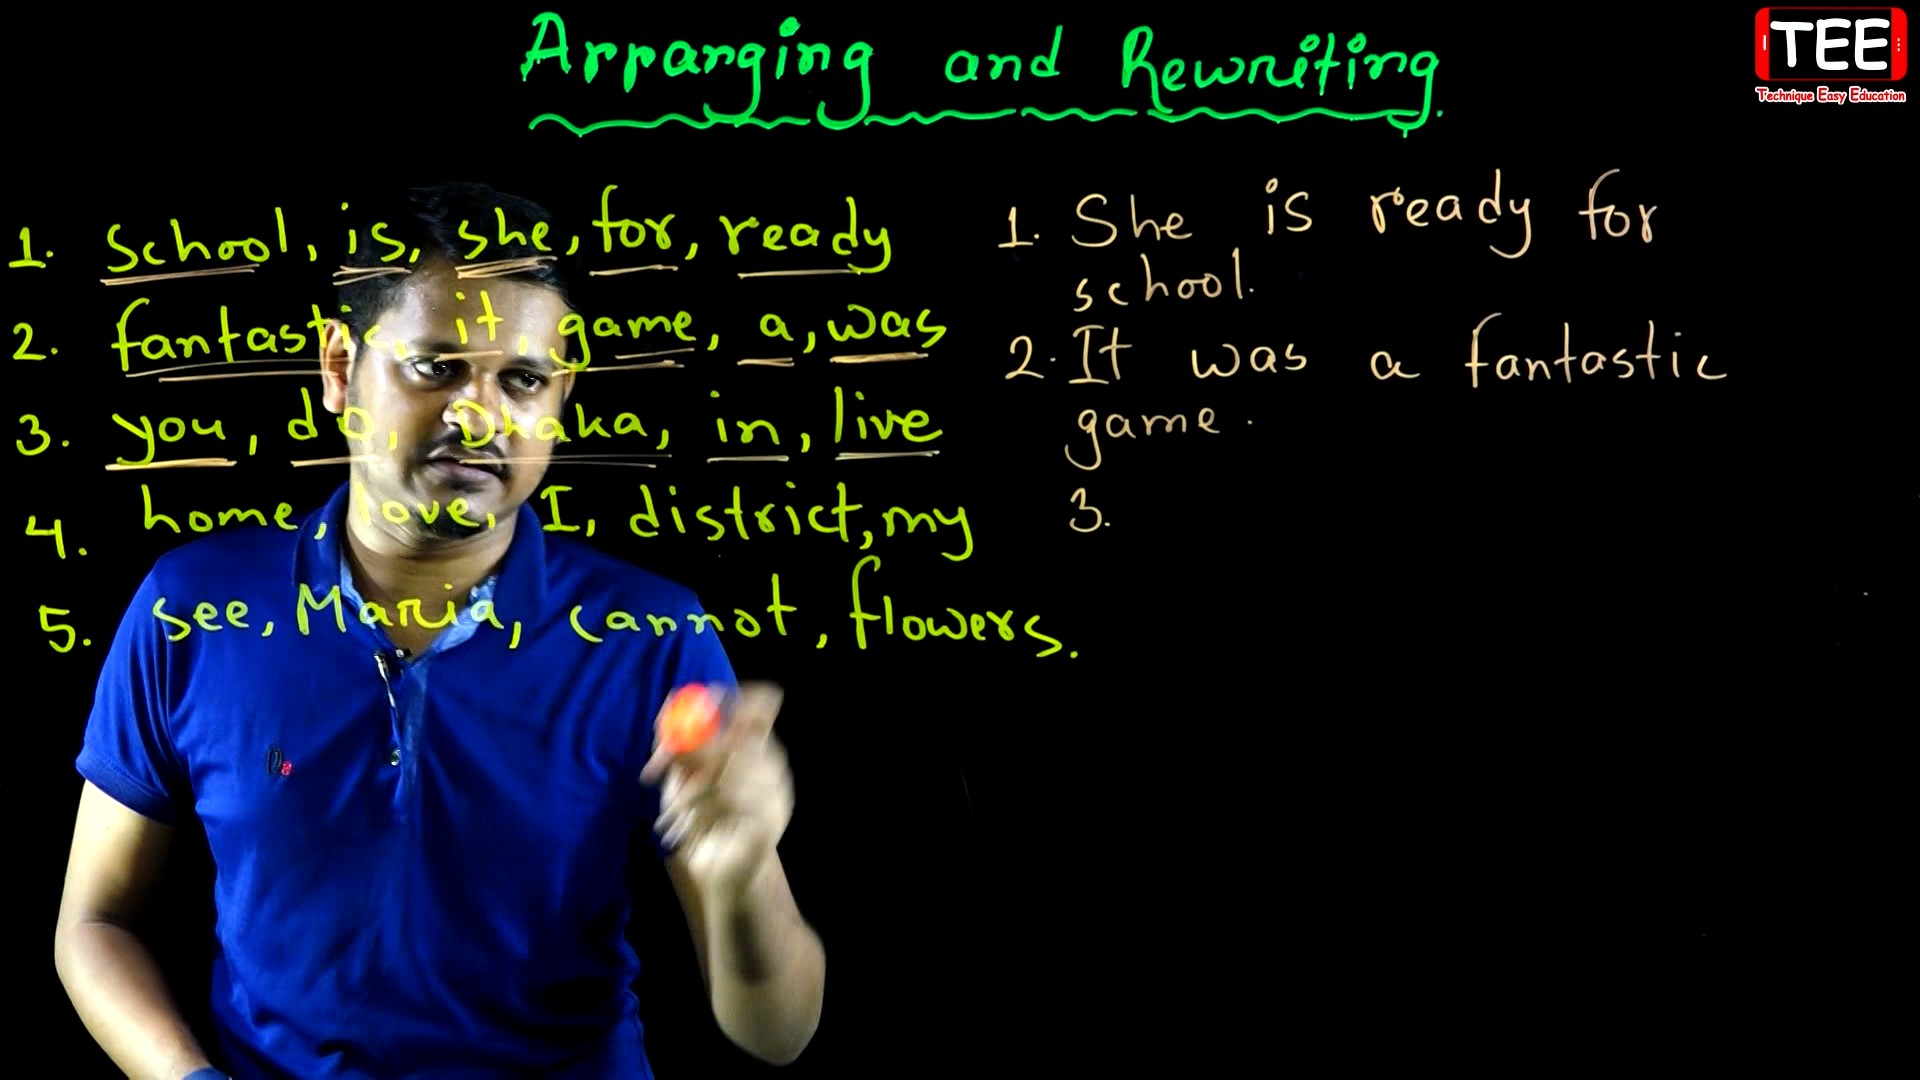 Arranging and Rewriting
TEE
Technique Easy Education
1. School, is, she, for, ready
2. fantastic, it, game, a, was
3. you, do, Dhaka, in, live
4. home, love, I, district, my
5. see, Maria, cannot, flowers.
1. She is ready for
school.
2. It was a fantastic
game.
3.